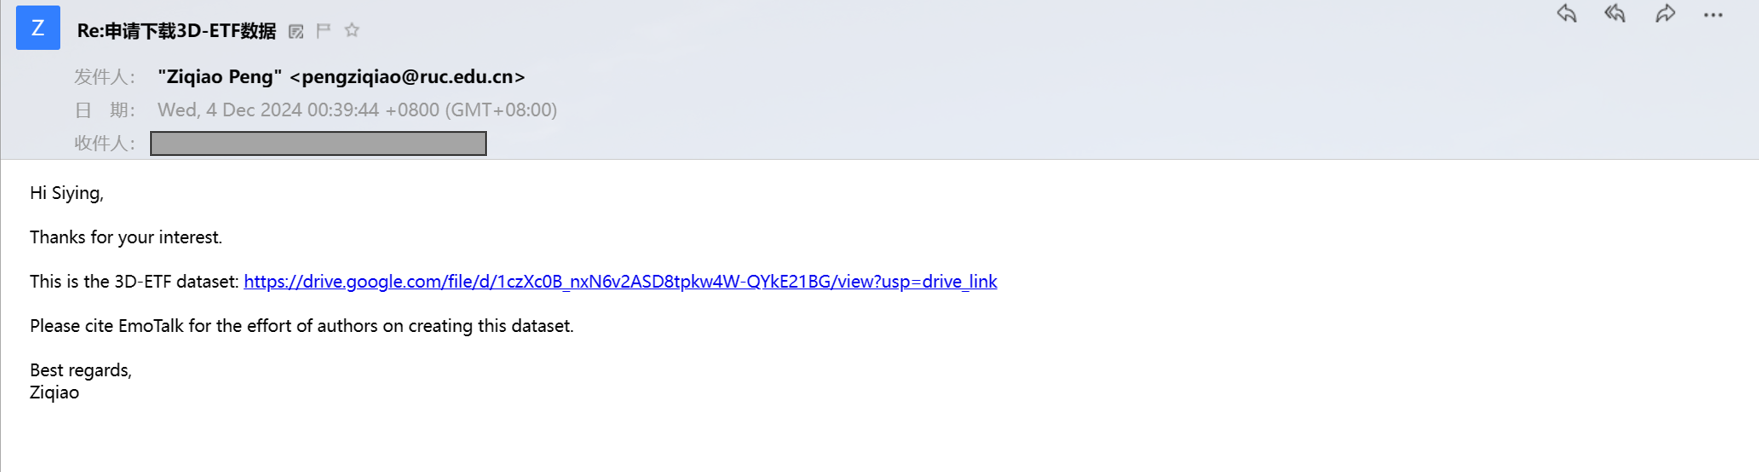 Z
Re:申请下载3D-ETF数据
发件人： "Ziqiao Peng" <pengziqiao@ruc.edu.cn>
日　期： Wed, 4 Dec 2024 00:39:44 +0800 (GMT+08:00)
收件人：
Hi Siying,
Thanks for your interest.
This is the 3D-ETF dataset: https://drive.google.com/file/d/1czXc0B_nxN6v2ASD8tpkw4W-QYkE21BG/view?usp=drive_link
Please cite EmoTalk for the effort of authors on creating this dataset.
Best regards,
Ziqiao